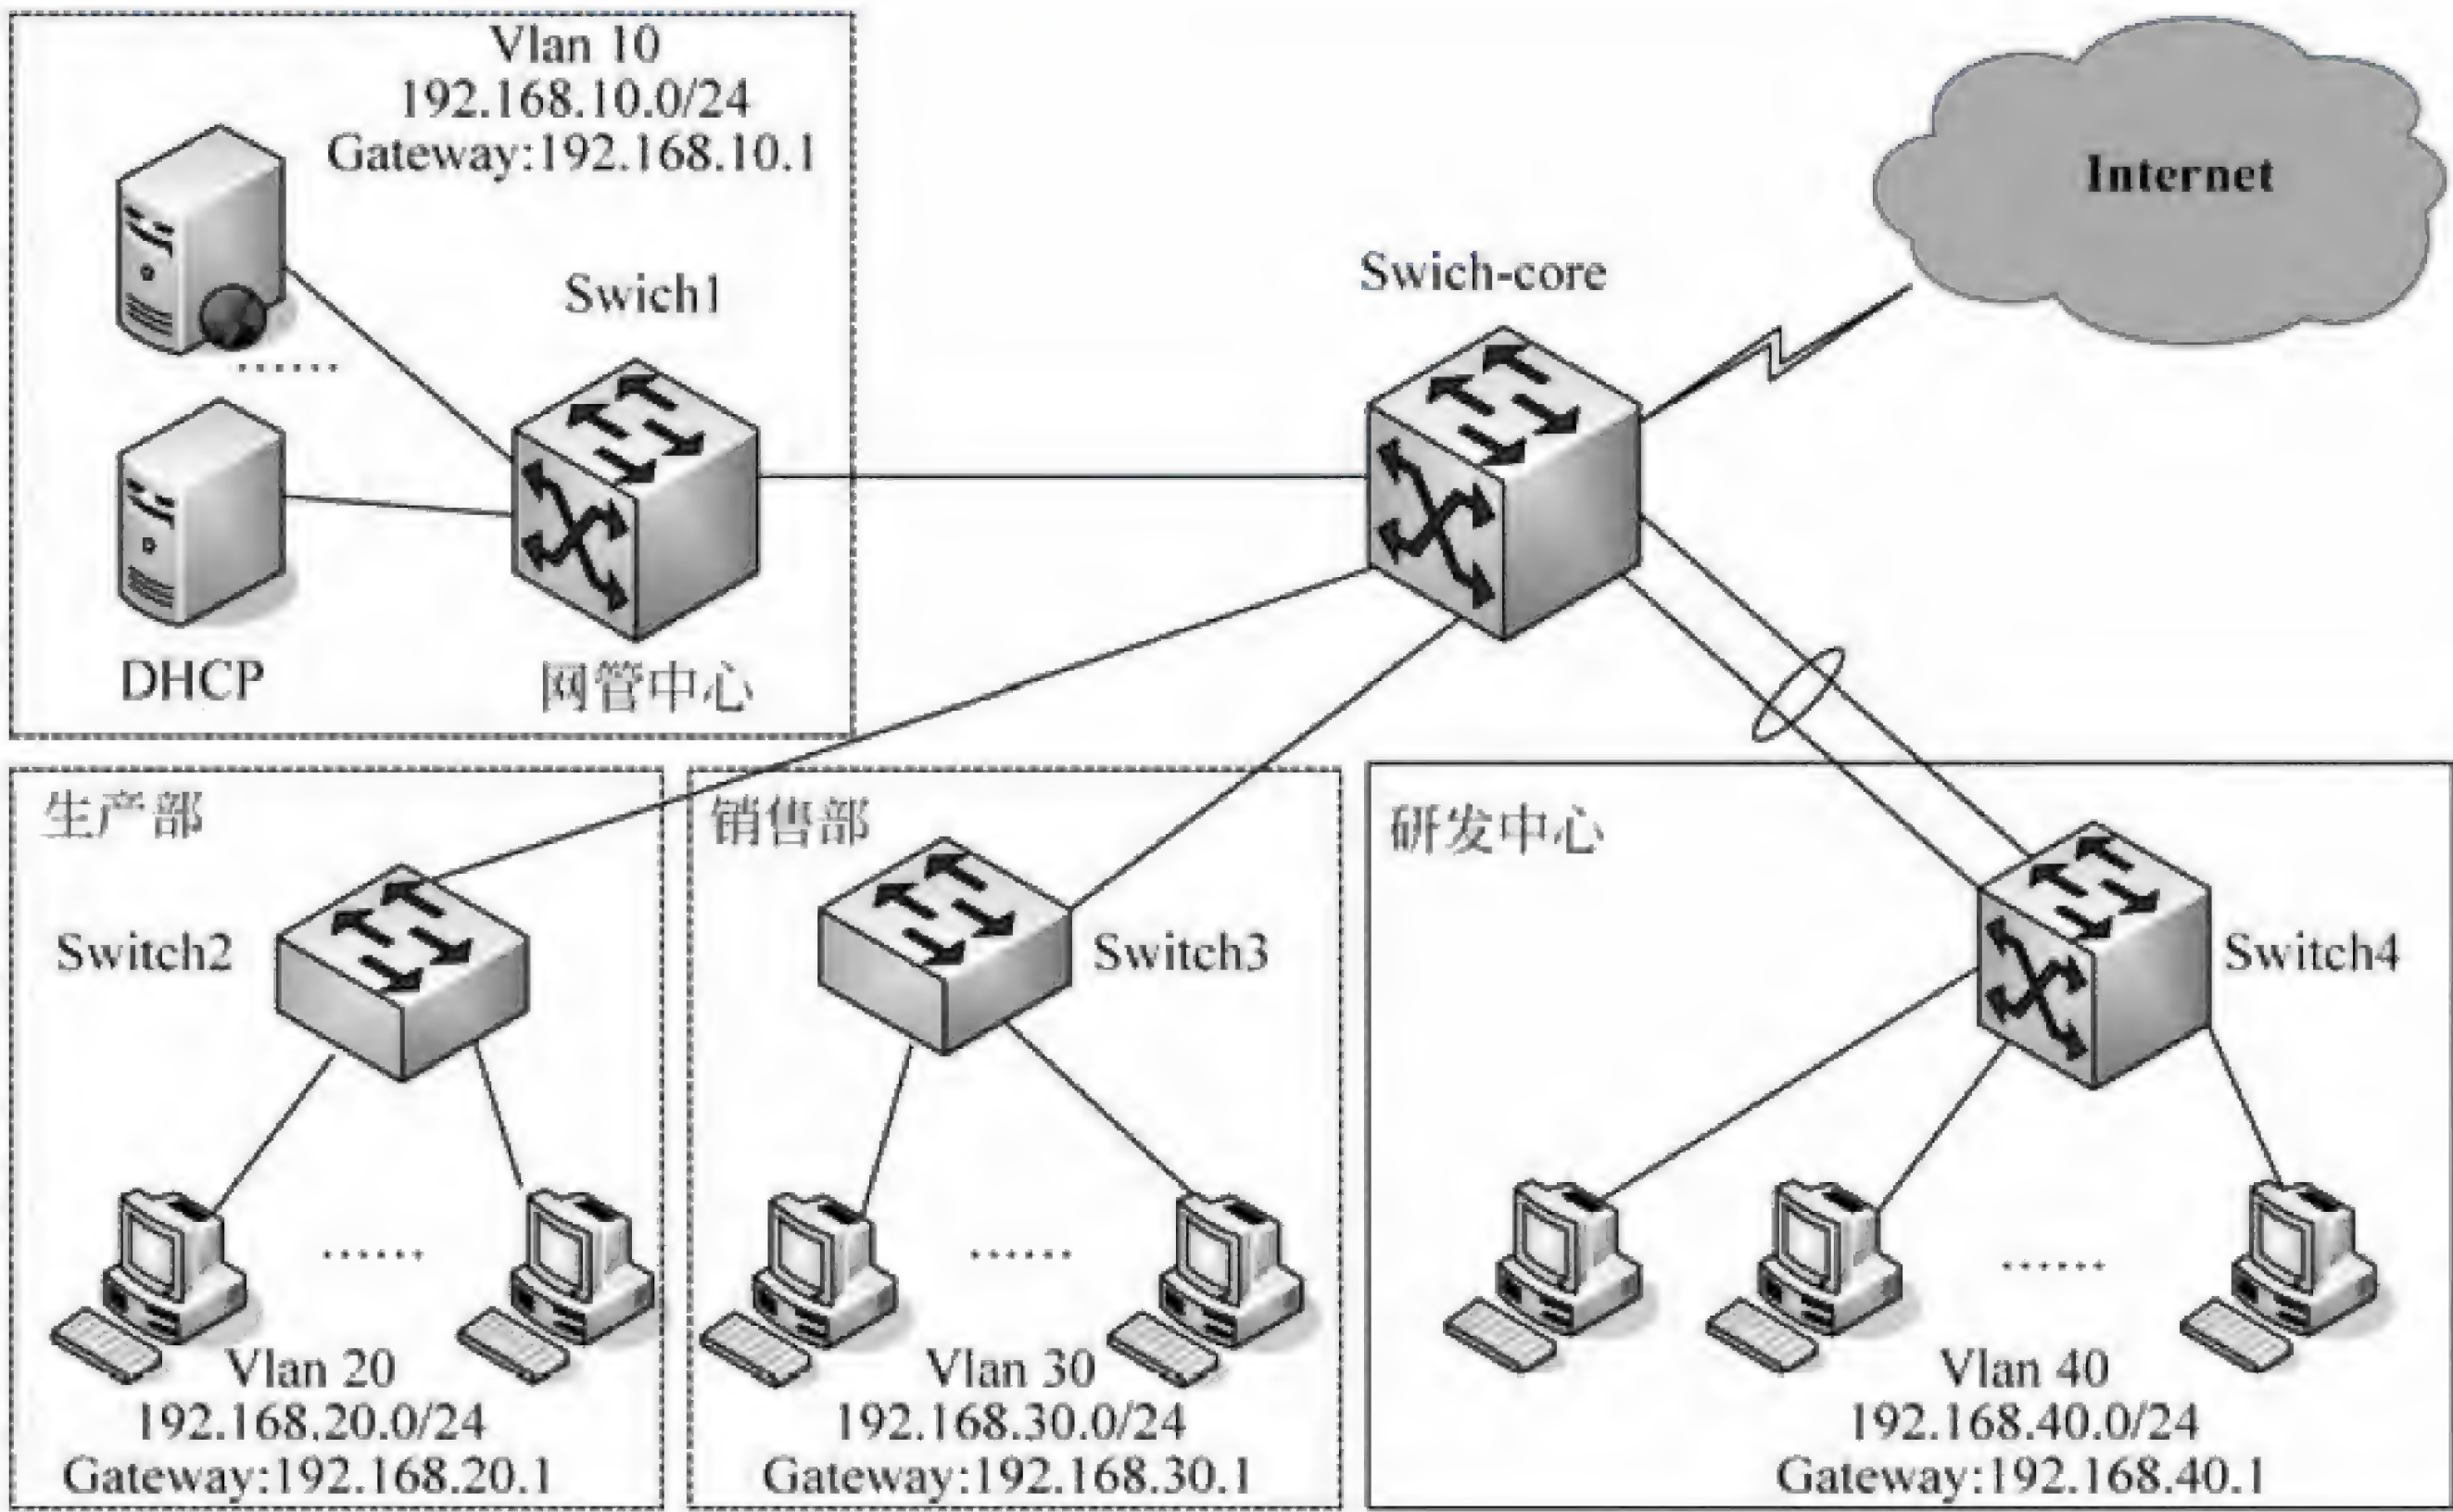 Vlan 10
192.168.10.0/24
Gateway:192.168.10.1
Swich1
DHCP
网管中心
Swich-core
Internet
生产部
Switch2
Vlan 20
192.168.20.0/24
Gateway:192.168.20.1
销售部
Switch3
Vlan 30
192.168.30.0/24
Gateway:192.168.30.1
研发中心
Switch4
Vlan 40
192.168.40.0/24
Gateway:192.168.40.1